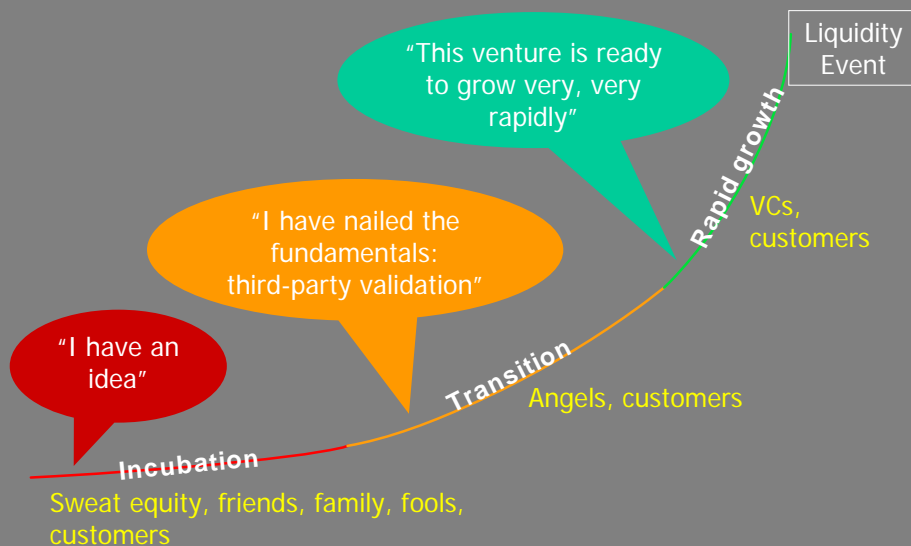 Liquidity
Event
“This venture is ready
to grow very, very
rapidly”
Rapid growth
VCs,
customers
“I have nailed the
fundamentals:
third-party validation”
Transition
Angels, customers
“I have an
idea”
Incubation
Sweat equity, friends, family, fools,
customers